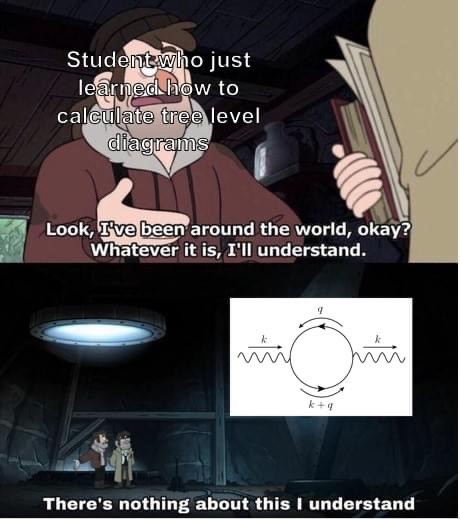 Student who just
learned how to
calculate tree level
diagrams
Look, I've been around the world, okay?
Whatever it is, I'll understand.
q
k
k
k + q
There's nothing about this I understand